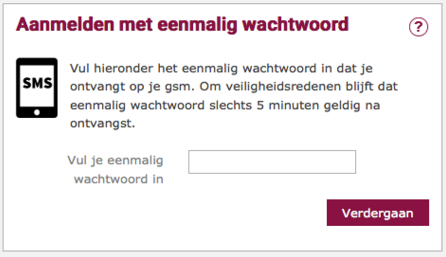 Aanmelden met eenmalig wachtwoord
?
SMS
Vul hieronder het eenmalig wachtwoord in dat je
ontvangt op je gsm. Om veiligheidsredenen blijft dat
eenmalig wachtwoord slechts 5 minuten geldig na
ontvangst.
Vul je eenmalig
wachtwoord in
Verdergaan